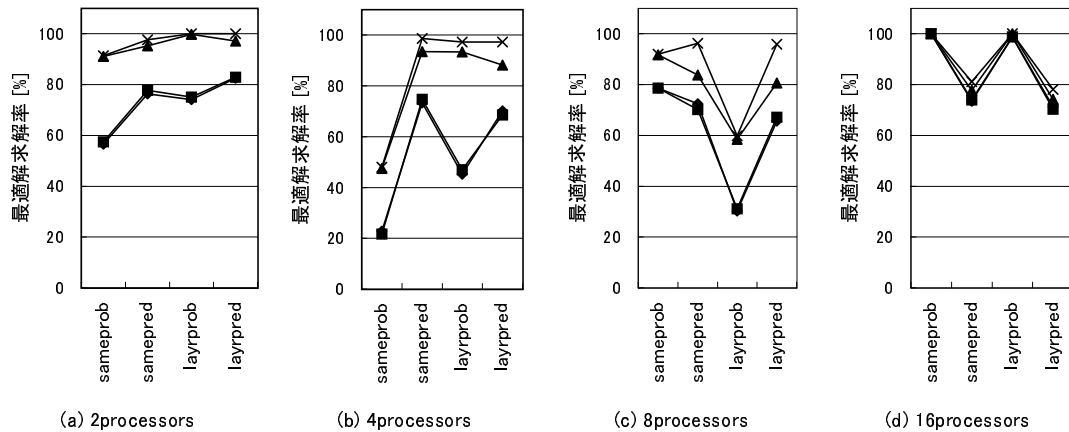 最適解求解率 [%]
100
80
60
40
20
0
sameprob
samepred
layrprob
layrpred
(a) 2processors
最適解求解率 [%]
100
80
60
40
20
0
sameprob
samepred
layrprob
layrpred
(b) 4processors
最適解求解率 [%]
100
80
60
40
20
0
sameprob
samepred
layrprob
layrpred
(c) 8processors
最適解求解率 [%]
100
80
60
40
20
0
sameprob
samepred
layrprob
layrpred
(d) 16processors